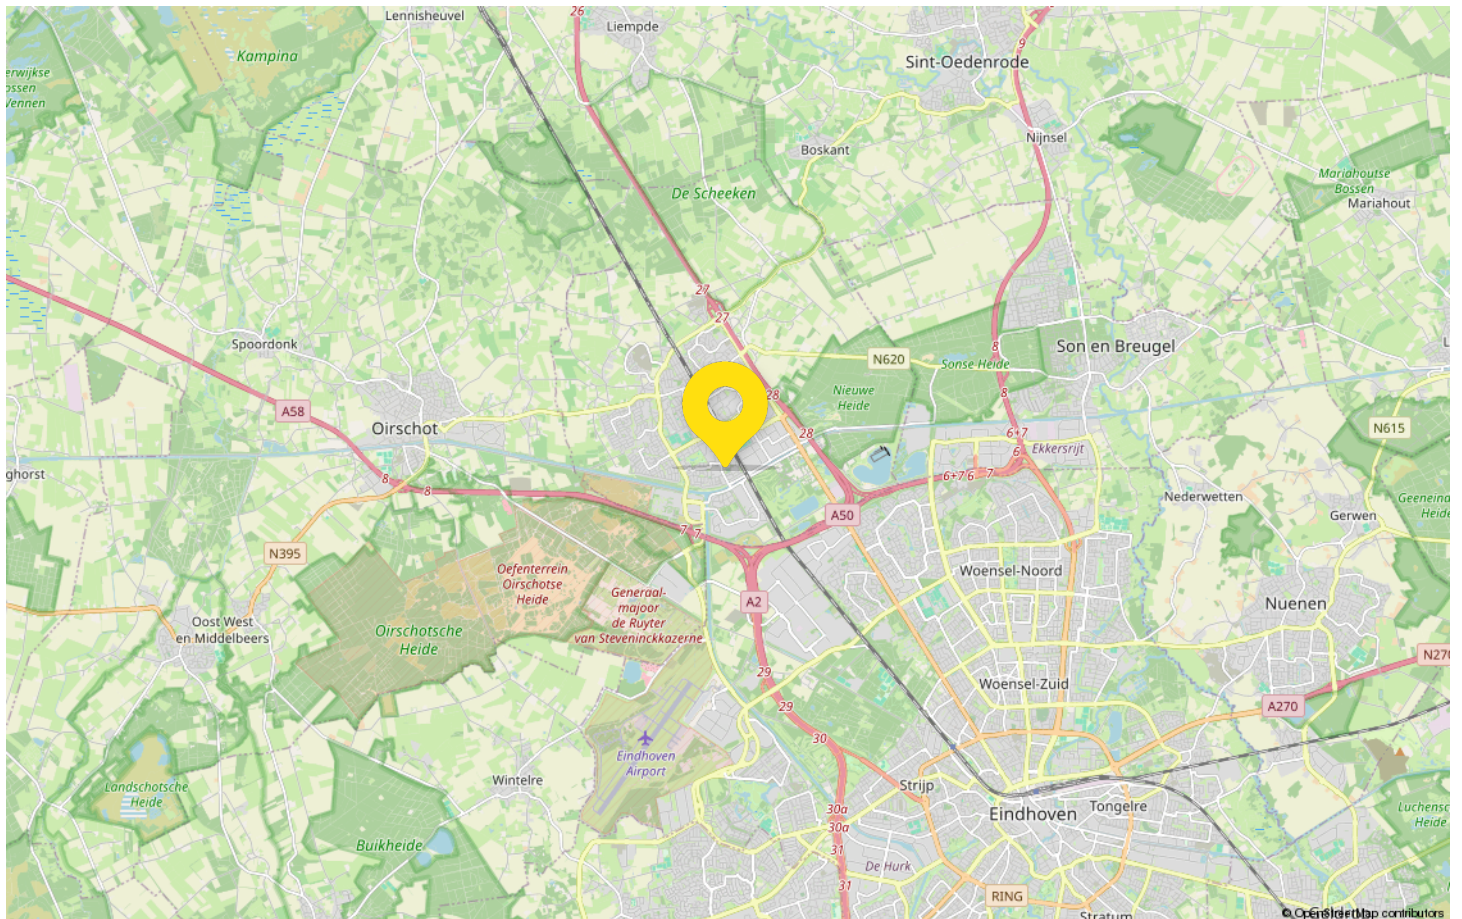 26
Lennisheuvel
Liempde
9
Kampina
Sint-Oedenrode
erwijkse
ossen
Vennen
Nijnsel
Boskant
De Scheeken
Mariahoutse
Bossen
Mariahout
27
27
Spoordonk
N620
Sonse Heide
8
Son en Breugel
L
28
Nieuwe
Heide
8
A58
Oirschot
28
6+7
Ekkersrijt
N615
ghorst
8
8
6+7
6
7
6
Nederwetten
Geneind
Heide
Gerwen
7
7
A50
N395
Oefenterrein
Oirschotse
Heide
Woensel-Noord
Generaal-
majoor
de Ruyter
van Steveninckkazerne
A2
Nuenen
Oost West
en Middelbeers
Oirschotsche
Heide
N270
29
Woensel-Zuid
29
A270
30
Eindhoven
Airport
Wintelre
Landschotsche
Heide
Strijp
Tongelre
Eindhoven
30a
30a
Luchensc
Heide
Buikheide
31
De Hurk
31
RING
Stratum
© OpenStreetMap contributors